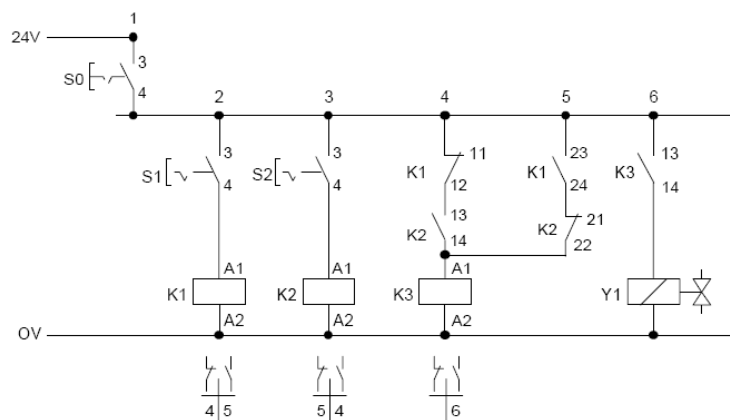 1
24V
3
S0
4
2 3 4 5 6
3 3 11 23 13
S1 S2 K1 K1 K3
4 4 12 24 14
13 21
K2 K2
14 22
A1 A1 A1
K1 K2 K3 Y1
A2 A2 A2
OV
4 5 5 4 6